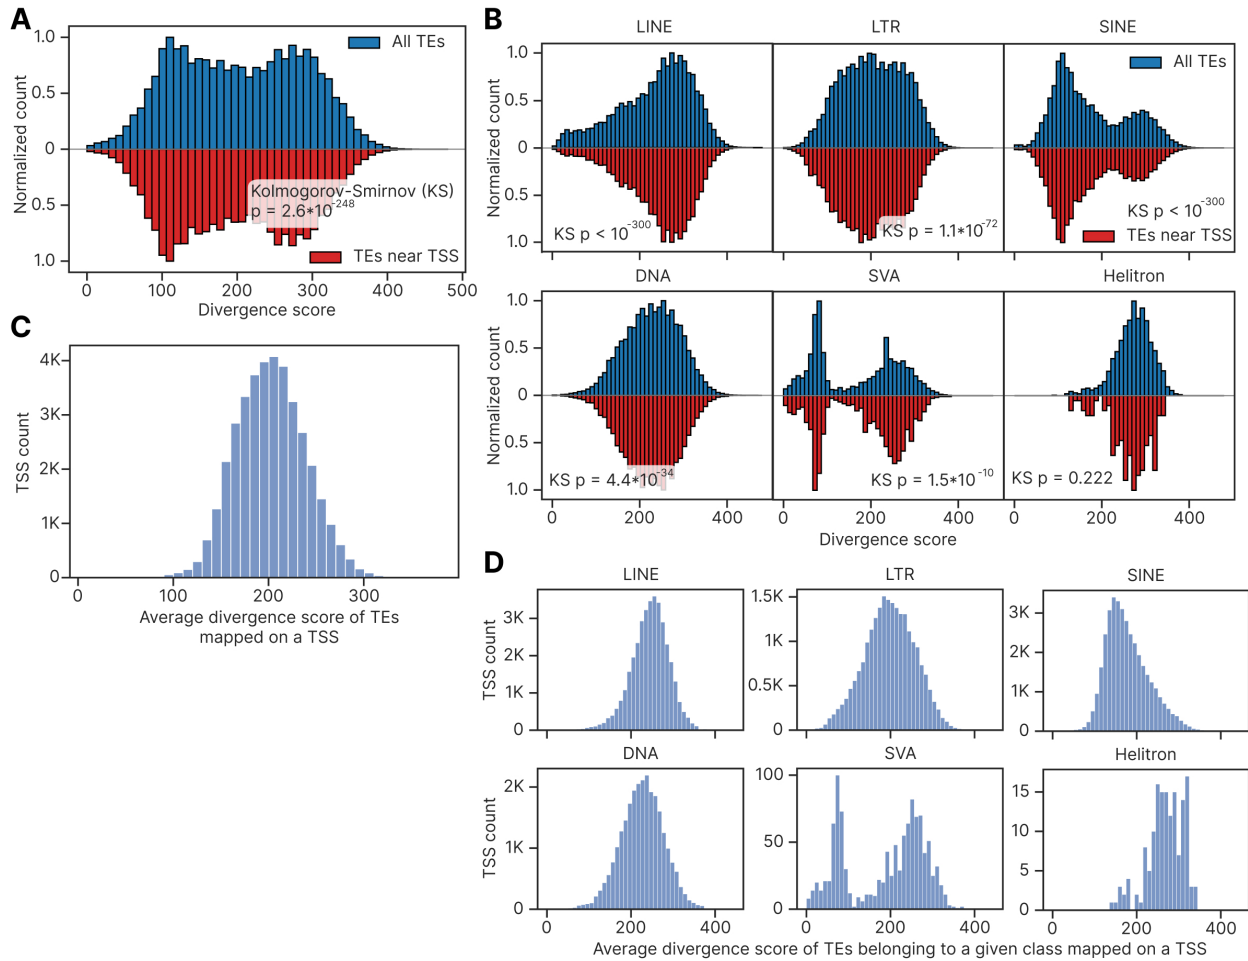 A
1.0
0.5
0
0.5
1.0
Normalized count
All TEs
Kolmogorov-Smirnov (KS)
p = 2.6*10^-248
TEs near TSS
0 100 200 300 400 500
Divergence score
B
LINE LTR SINE
1.0
0.5
0
0.5
1.0
Normalized count
All TEs
KS p < 10^-300
KS p = 1.1*10^-72
KS p < 10^-300
TEs near TSS
DNA SVA Helitron
1.0
0.5
0
0.5
1.0
Normalized count
KS p = 4.4*10^-34
KS p = 1.5*10^-10
KS p = 0.222
0 200 400 0 200 400 0 200 400
Divergence score
C
4K
3K
2K
1K
0
TSS count
0 100 200 300
Average divergence score of TEs
mapped on a TSS
D
LINE LTR SINE
3K
2K
1K
0
TSS count
1.5K
1K
0.5K
0
3K
2K
1K
0
DNA SVA Helitron
2K
1K
0
TSS count
100
50
0
15
10
5
0
0 200 400 0 200 400 0 200 400
Average divergence score of TEs belonging to a given class mapped on a TSS